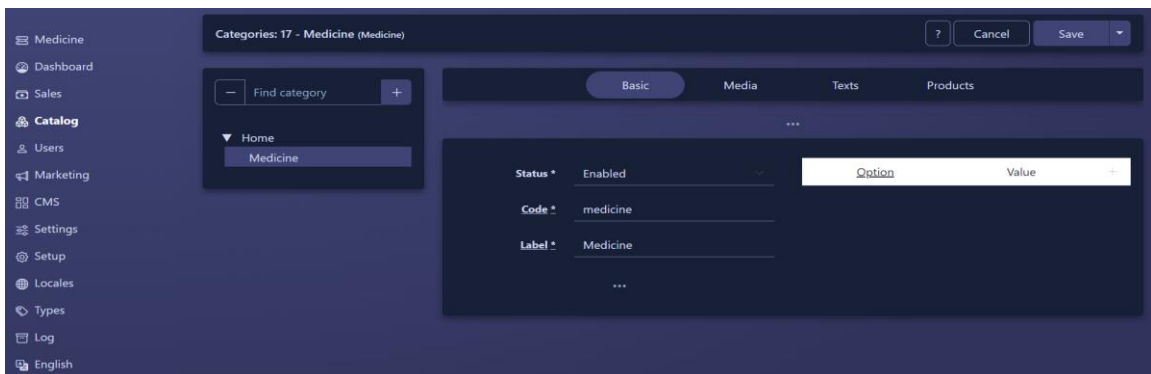 Medicine
Dashboard
Sales
Catalog
Users
Marketing
CMS
Settings
Setup
Locales
Types
Log
English
Categories: 17 - Medicine (Medicine)
? Cancel Save
− Find category +
Home
Medicine
Basic Media Texts Products
•••
Status * Enabled
Code * medicine
Label * Medicine
•••
Option Value +